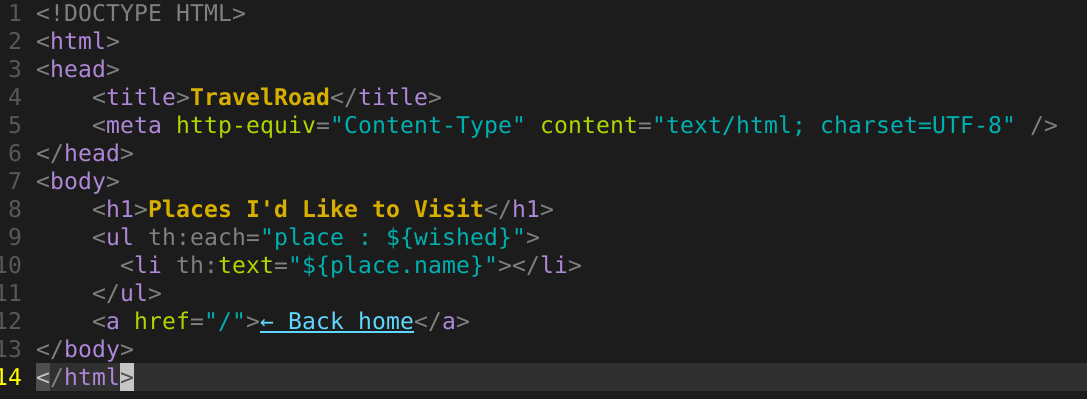 1 <!DOCTYPE HTML>
2 <html>
3 <head>
4     <title>TravelRoad</title>
5     <meta http-equiv="Content-Type" content="text/html; charset=UTF-8" />
6 </head>
7 <body>
8     <h1>Places I'd Like to Visit</h1>
9     <ul th:each="place : ${wished}">
10       <li th:text="${place.name}"></li>
11     </ul>
12     <a href="/">← Back home</a>
13 </body>
14 </html>